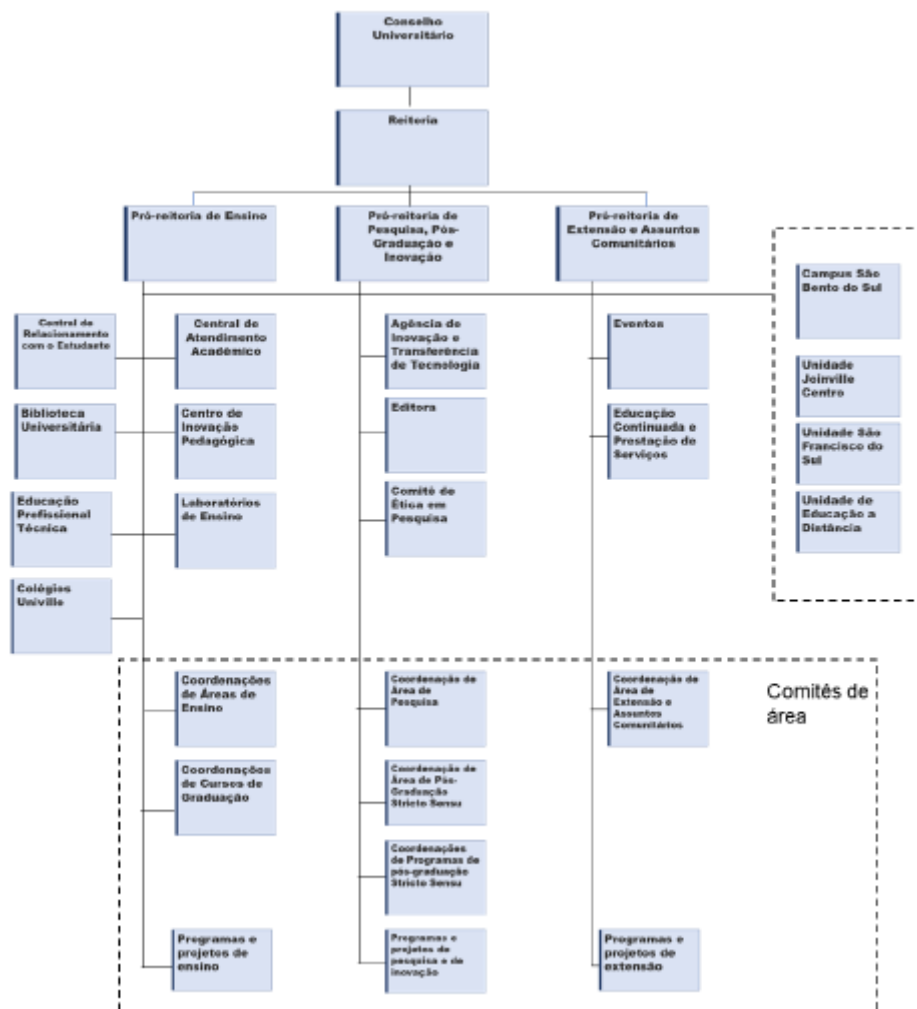 Conselho
Universitário
Reitoria
Pró-reitoria de Ensino
Pró-reitoria de
Pesquisa, Pós-
Graduação e
Inovação
Pró-reitoria de
Extensão e Assuntos
Comunitários
Campus São
Bento do Sul
Unidade
Joinville
Centro
Unidade São
Francisco do
Sul
Unidade de
Educação a
Distância
Central de
Relacionamento
com o Estudante
Central de
Atendimento
Acadêmico
Agência de
Inovação e
Transferência
de Tecnologia
Eventos
Biblioteca
Universitária
Centro de
Inovação
Pedagógica
Editora
Educação
Continuada e
Prestação de
Serviços
Educação
Profissional
Técnica
Laboratórios
de Ensino
Comitê de
Ética em
Pesquisa
Colégios
Univille
Coordenações
de Áreas de
Ensino
Coordenação de
Área de
Pesquisa
Coordenação de
Área de
Extensão e
Assuntos
Comunitários
Comitês de
área
Coordenações
de Cursos de
Graduação
Coordenação de
Área de Pós-
Graduação
Stricto Sensu
Coordenações
de Programas de
pós-graduação
Stricto Sensu
Programas e
projetos de
ensino
Programas e
projetos de
pesquisa e de
inovação
Programas e
projetos de
extensão